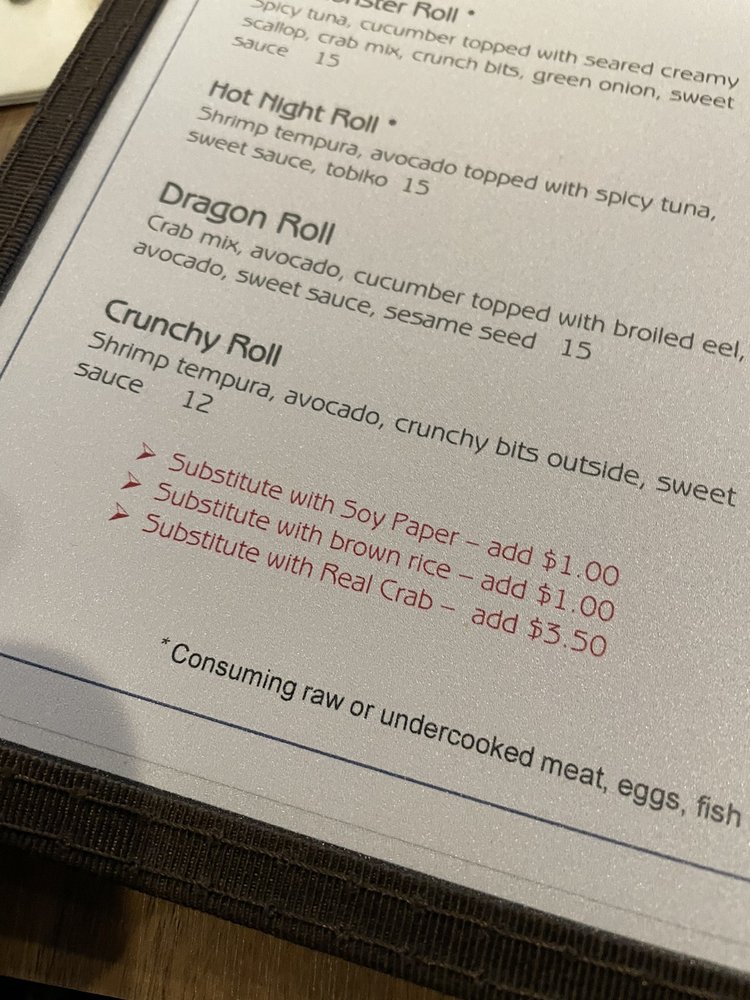 Roll •
Spicy tuna, cucumber topped with seared creamy
scallop, crab mix, crunch bits, green onion, sweet
sauce 15
Hot Night Roll •
Shrimp tempura, avocado topped with spicy tuna,
sweet sauce, tobiko 15
Dragon Roll
Crab mix, avocado, cucumber topped with broiled eel,
avocado, sweet sauce, sesame seed 15
Crunchy Roll
Shrimp tempura, avocado, crunchy bits outside, sweet
sauce 12
➢ Substitute with Soy Paper – add $1.00
➢ Substitute with brown rice – add $1.00
➢ Substitute with Real Crab – add $3.50
*Consuming raw or undercooked meat, eggs, fish